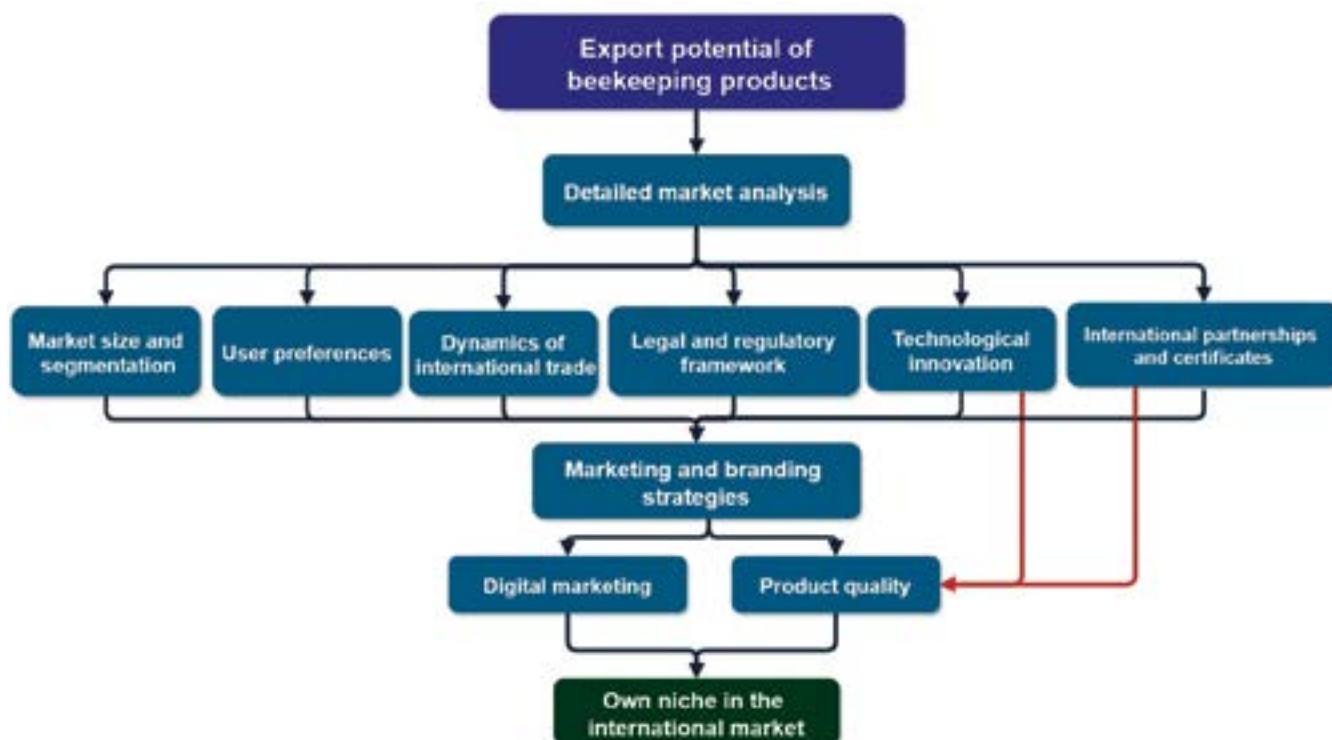 Export potential of
beekeeping products
Detailed market analysis
Market size and
segmentation
User preferences
Dynamics of
international trade
Legal and regulatory
framework
Technological
innovation
International partnerships
and certificates
Marketing and branding
strategies
Digital marketing
Product quality
Own niche in the
international market